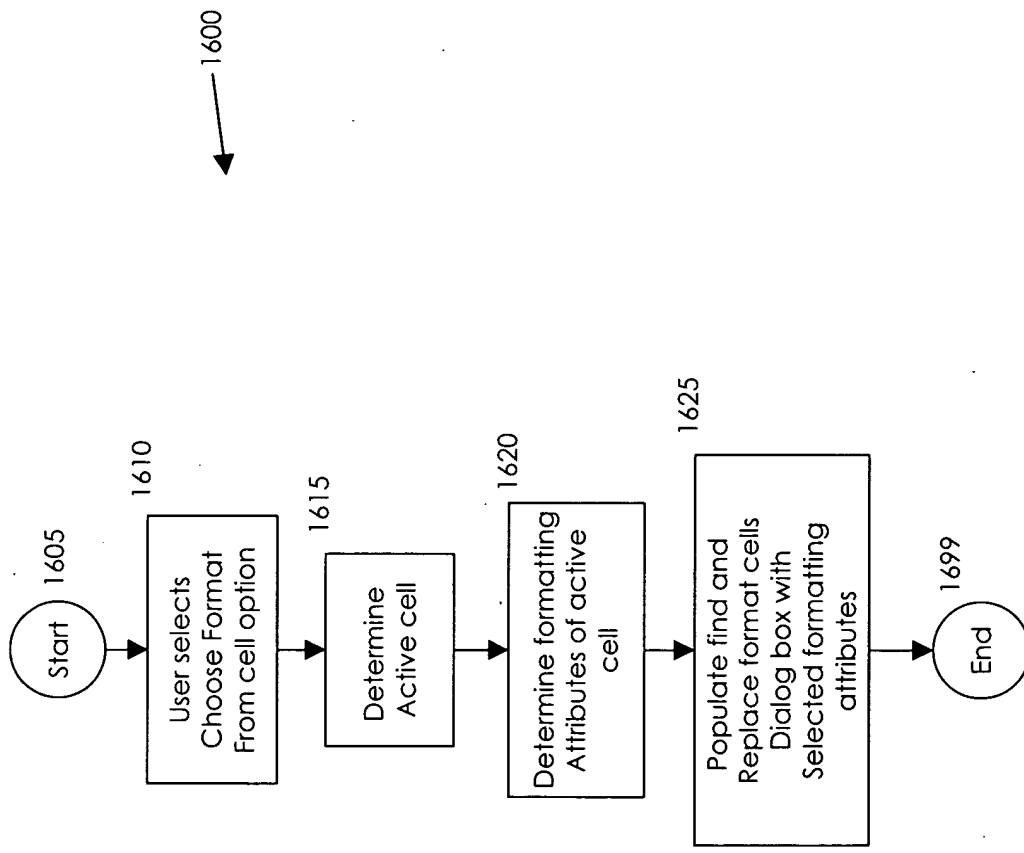 1600
Start
1605
1610
User selects
Choose Format
From cell option
1615
Determine
Active cell
1620
Determine formatting
Attributes of active
cell
1625
Populate find and
Replace format cells
Dialog box with
Selected formatting
attributes
1699
End